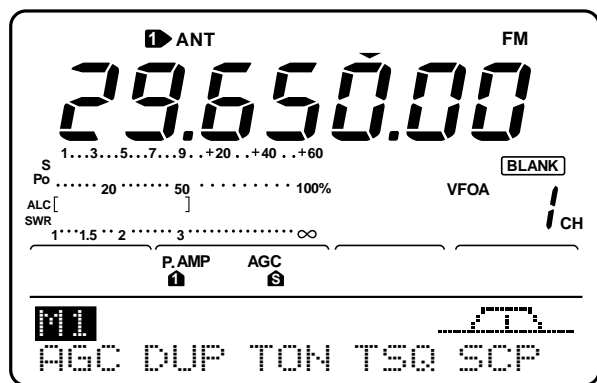 1 ANT FM
29.650.00
1...3...5...7...9..+20..+40..+60
S
Po ...... 20 ........ 50 ........ 100%
BLANK
VFOA
ALC [ ]
1 CH
SWR
1....1.5..2 ........3 .................∞
P.AMP AGC
1 S
M1
AGC DUP TON TSQ SCP